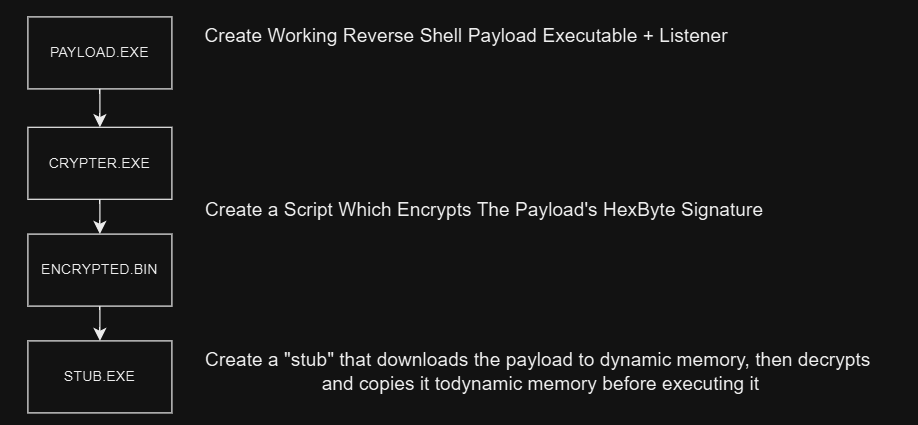 PAYLOAD.EXE
Create Working Reverse Shell Payload Executable + Listener
CRYPTER.EXE
Create a Script Which Encrypts The Payload's HexByte Signature
ENCRYPTED.BIN
STUB.EXE
Create a "stub" that downloads the payload to dynamic memory, then decrypts
and copies it todynamic memory before executing it